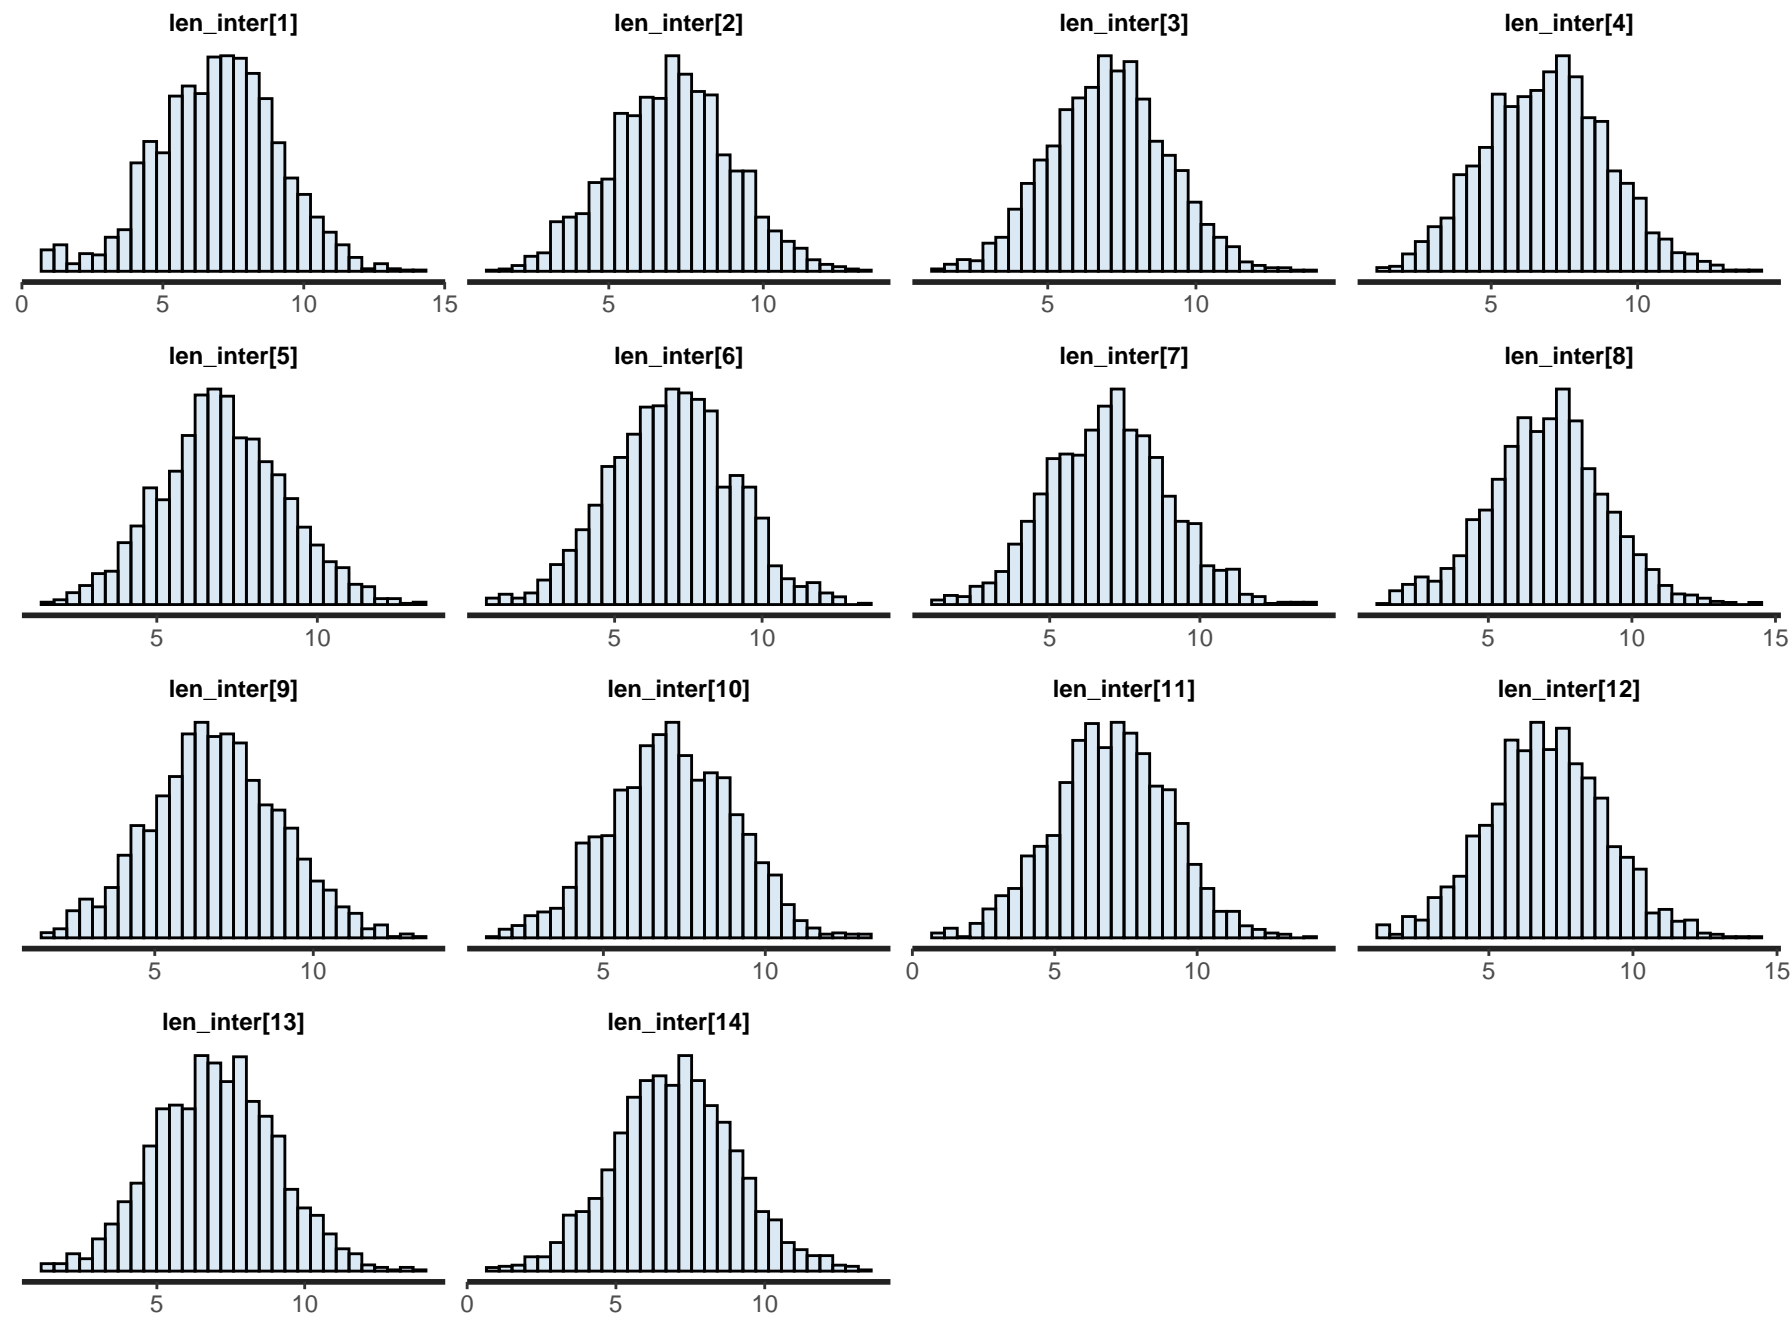 len_inter[1] len_inter[2] len_inter[3] len_inter[4]
0 5 10 15 5 10 5 10 5 10
len_inter[5] len_inter[6] len_inter[7] len_inter[8]
5 10 5 10 5 10 5 10 15
len_inter[9] len_inter[10] len_inter[11] len_inter[12]
5 10 5 10 0 5 10 5 10 15
len_inter[13] len_inter[14]
5 10 0 5 10